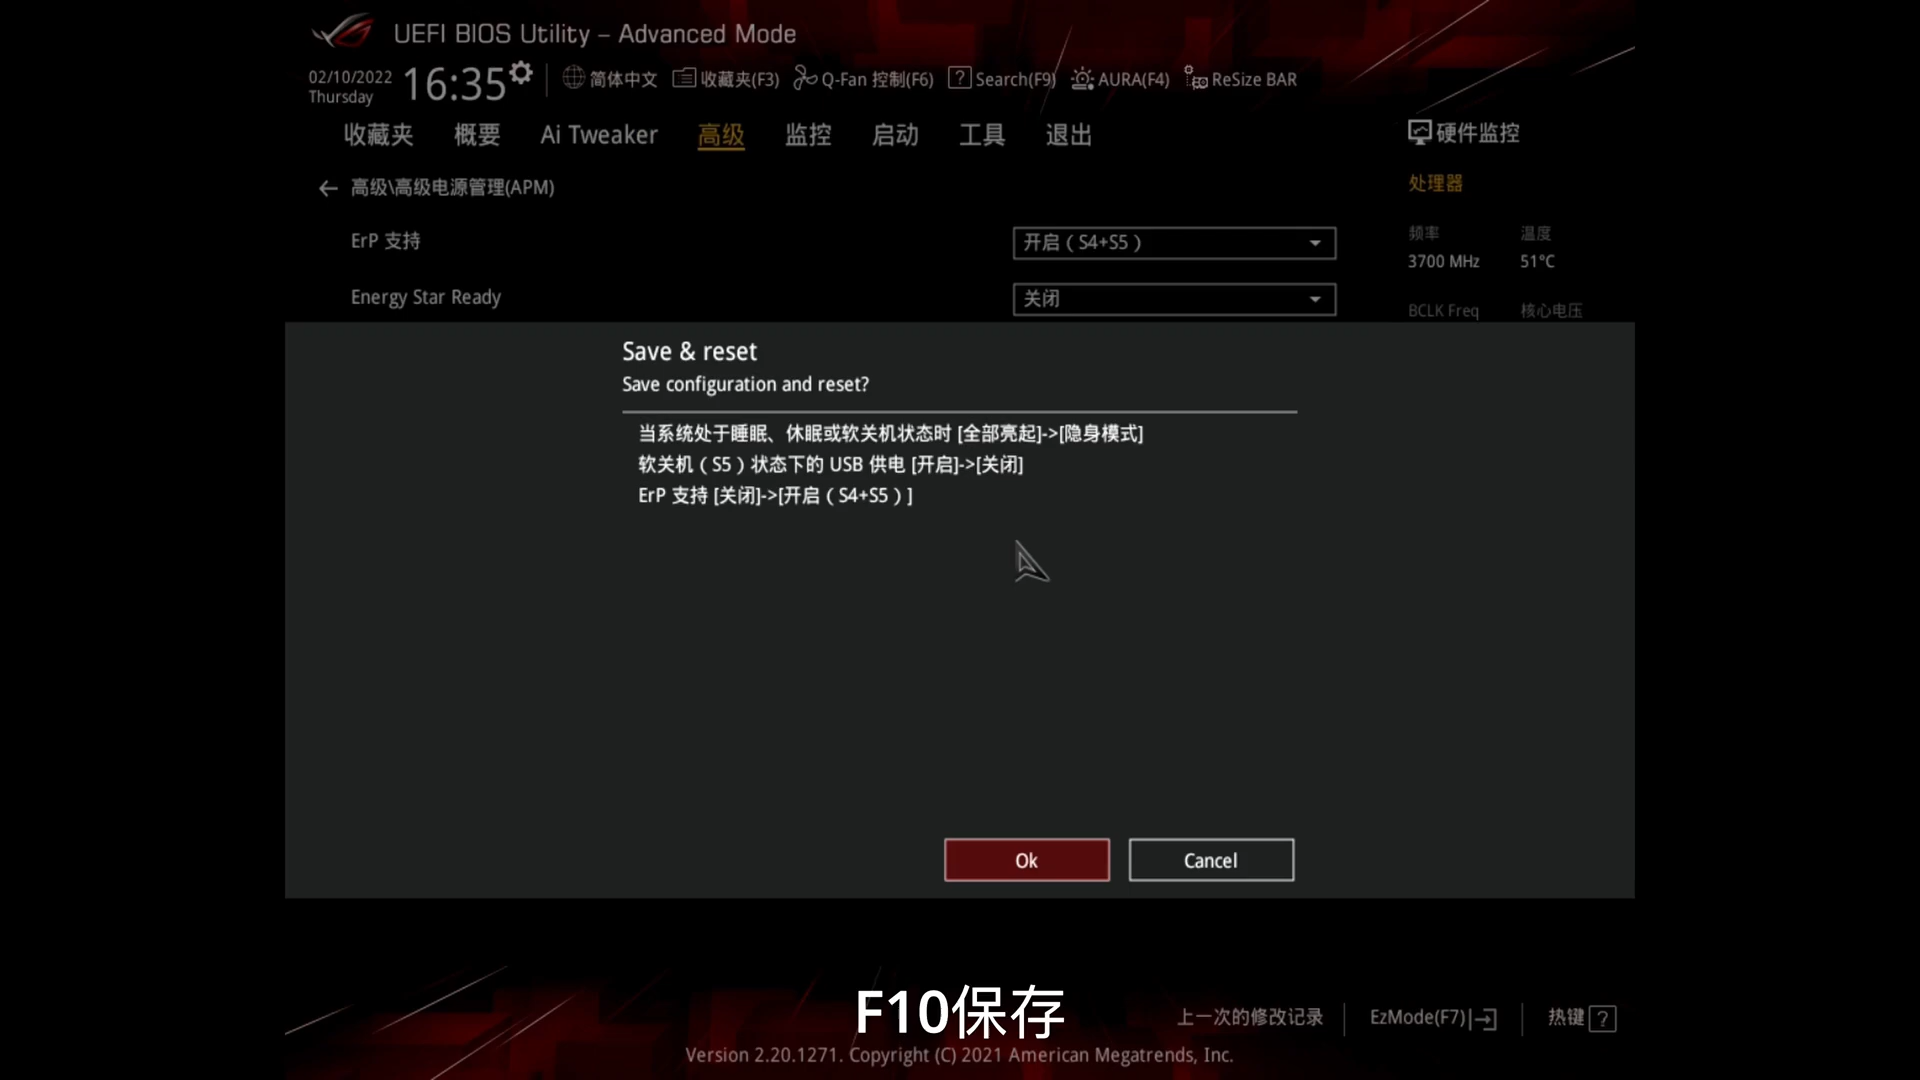 UEFI BIOS Utility – Advanced Mode
02/10/2022
Thursday
16:35
简体中文
收藏夹(F3)
Q-Fan 控制(F6)
Search(F9)
AURA(F4)
ReSize BAR
收藏夹
概要
Ai Tweaker
高级
监控
启动
工具
退出
硬件监控
高级\高级电源管理(APM)
处理器
ErP 支持
开启（S4+S5）
频率
温度
3700 MHz
51°C
Energy Star Ready
关闭
BCLK Freq
核心电压
Save & reset
Save configuration and reset?
当系统处于睡眠、休眠或软关机状态时 [全部亮起]->[隐身模式]
软关机（S5）状态下的 USB 供电 [开启]->[关闭]
ErP 支持 [关闭]->[开启（S4+S5）]
Ok
Cancel
F10保存
上一次的修改记录
EzMode(F7)
热键
Version 2.20.1271. Copyright (C) 2021 American Megatrends, Inc.